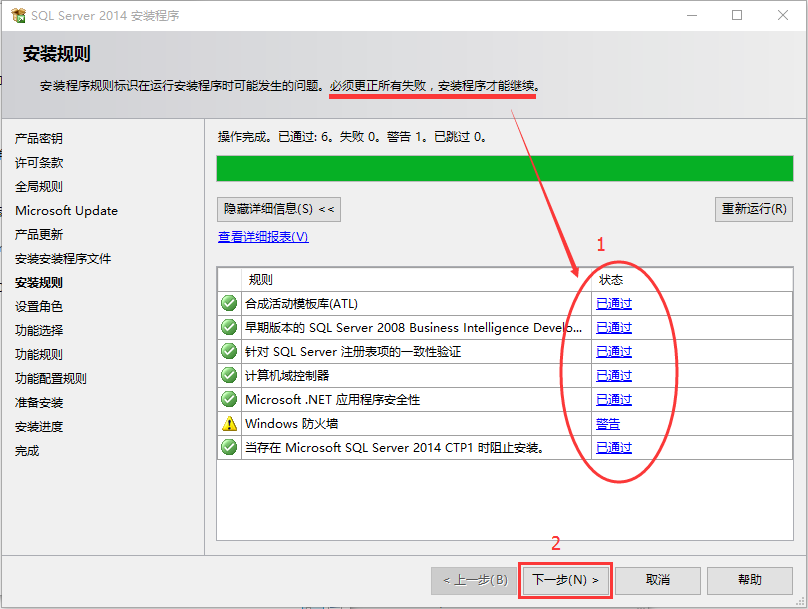 SQL Server 2014 安装程序
安装规则
安装程序规则标识在运行安装程序时可能发生的问题。必须更正所有失败，安装程序才能继续。
产品密钥
许可条款
全局规则
Microsoft Update
产品更新
安装安装程序文件
安装规则
设置角色
功能选择
功能规则
功能配置规则
准备安装
安装进度
完成
操作完成。已通过: 6。失败 0。警告 1。已跳过 0。
隐藏详细信息(S) <<
重新运行(R)
查看详细报表(V)
1
规则 状态
合成活动模板库(ATL) 已通过
早期版本的 SQL Server 2008 Business Intelligence Develo... 已通过
针对 SQL Server 注册表项的一致性验证 已通过
计算机域控制器 已通过
Microsoft .NET 应用程序安全性 已通过
Windows 防火墙 警告
当存在 Microsoft SQL Server 2014 CTP1 时阻止安装。 已通过
2
< 上一步(B) 下一步(N) > 取消 帮助